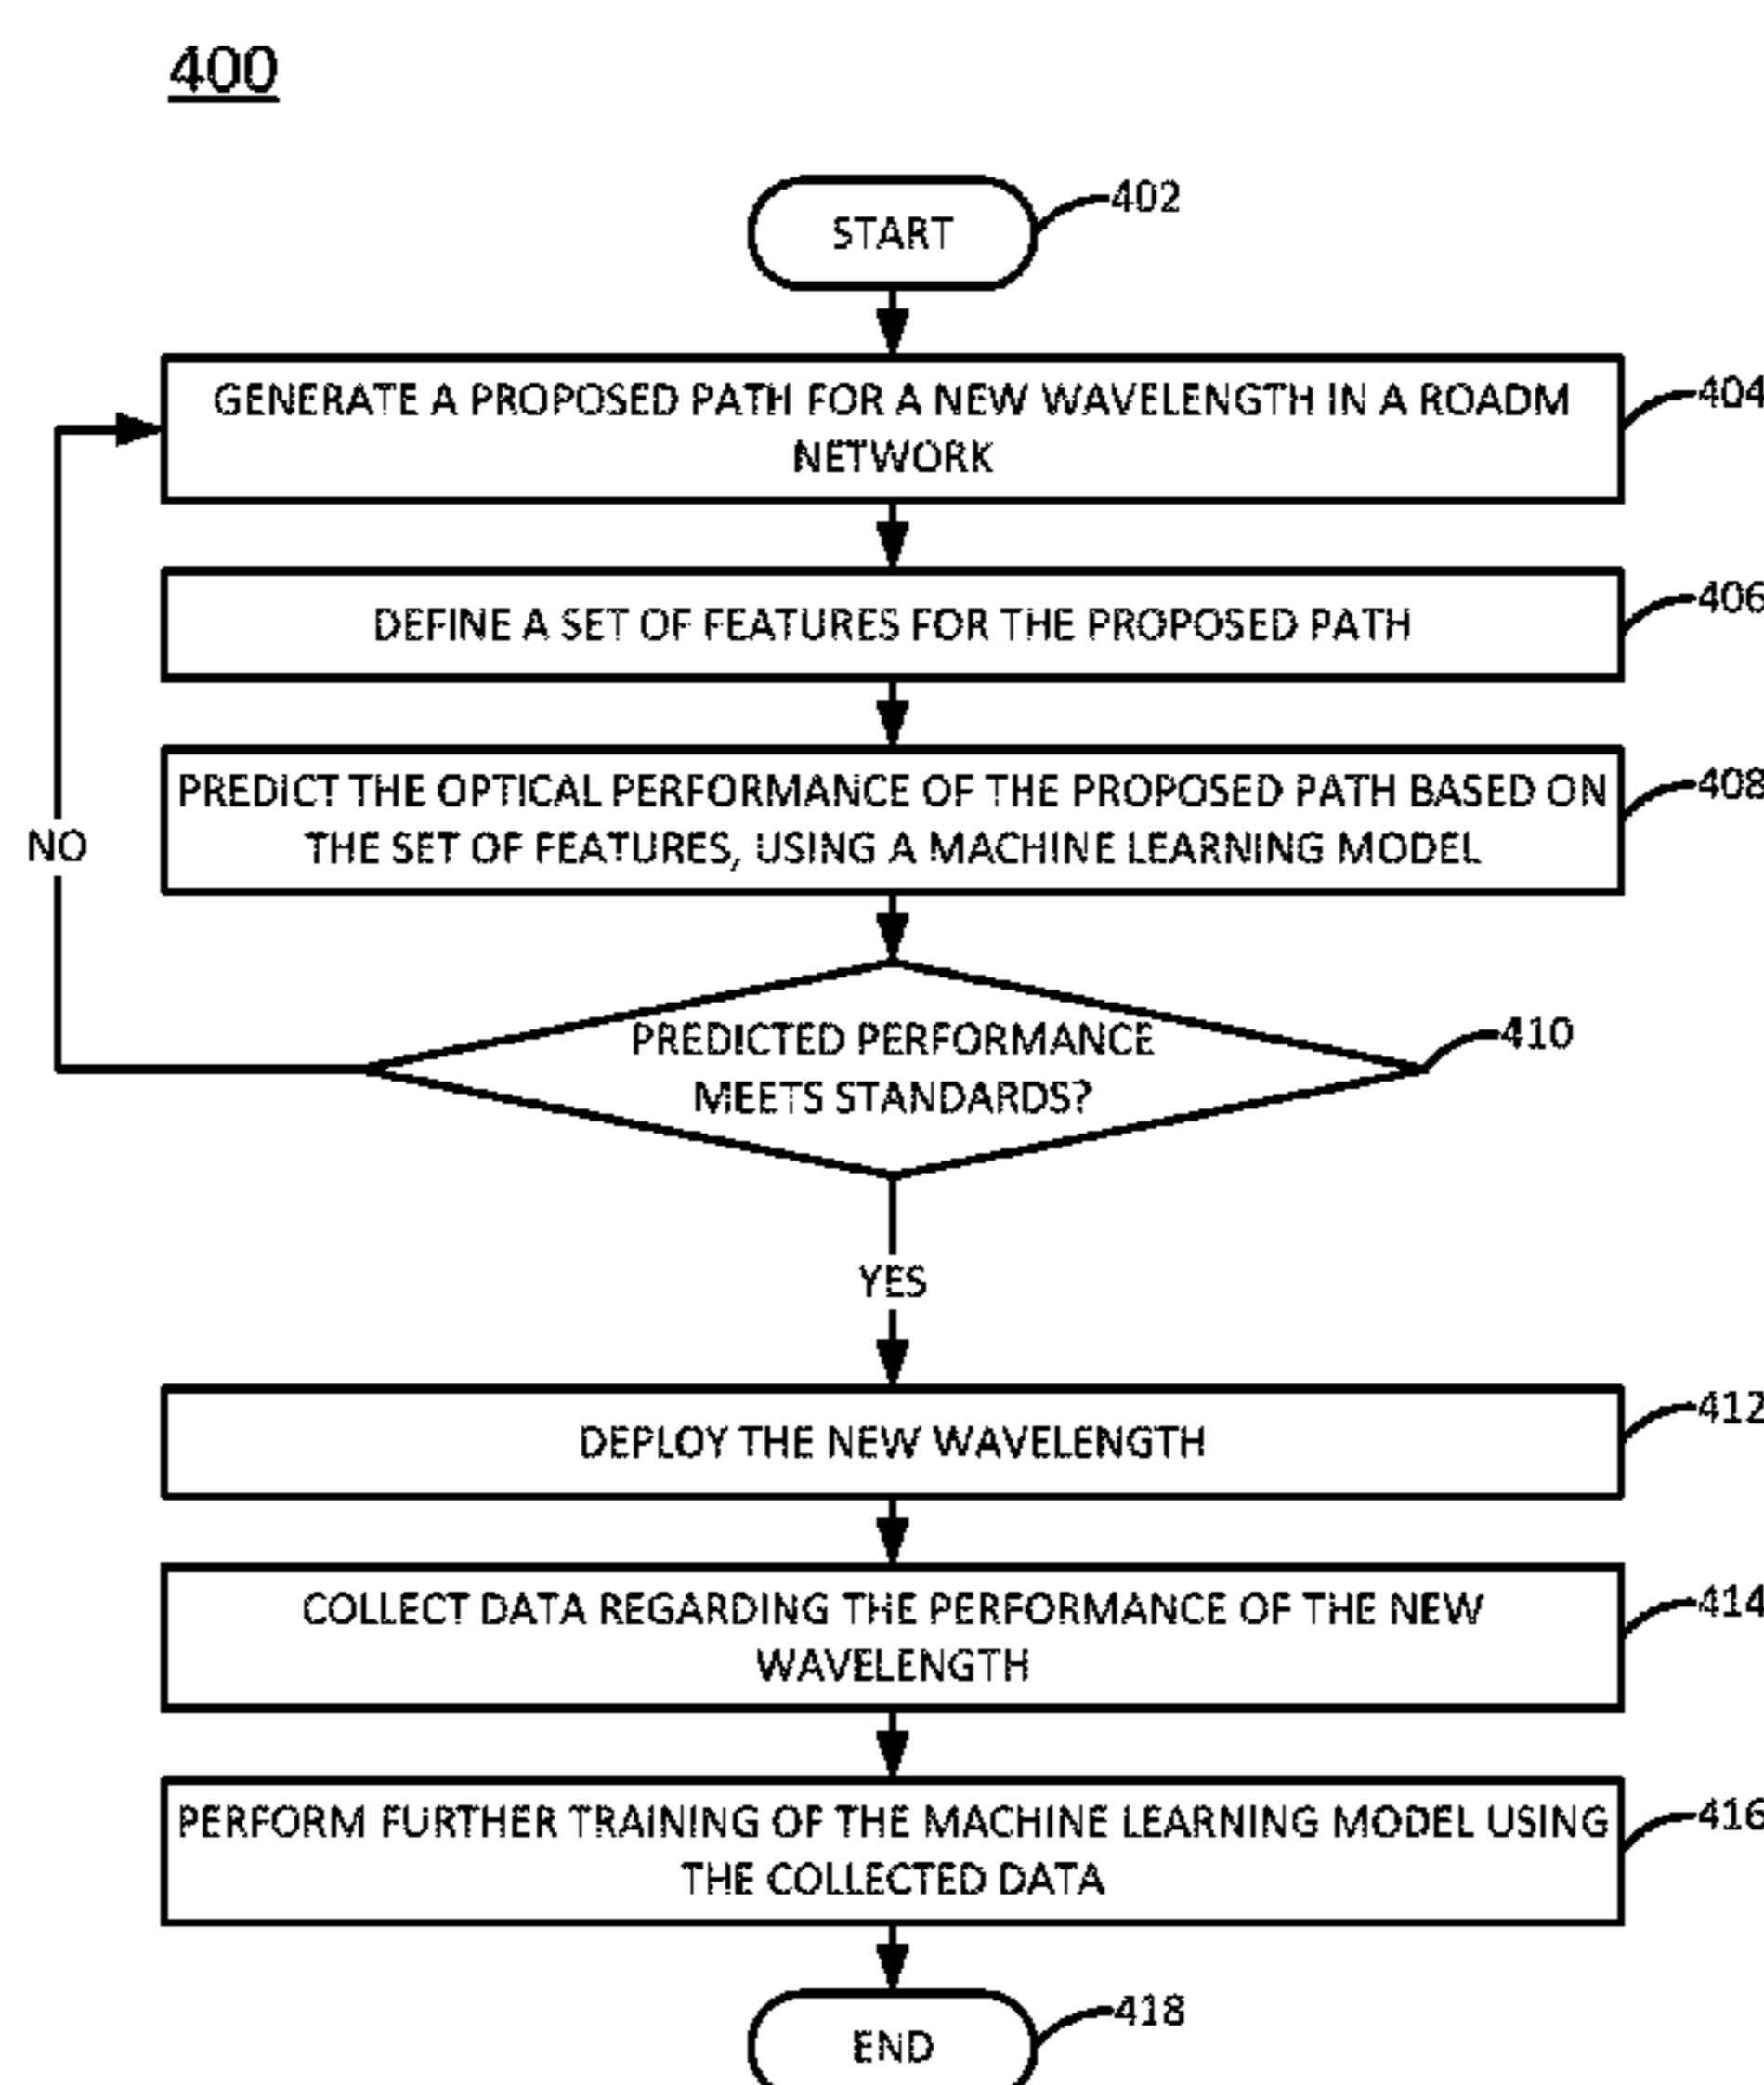 400
START
402
GENERATE A PROPOSED PATH FOR A NEW WAVELENGTH IN A ROADM
NETWORK
404
DEFINE A SET OF FEATURES FOR THE PROPOSED PATH
406
PREDICT THE OPTICAL PERFORMANCE OF THE PROPOSED PATH BASED ON
THE SET OF FEATURES, USING A MACHINE LEARNING MODEL
408
NO
PREDICTED PERFORMANCE
MEETS STANDARDS?
410
YES
DEPLOY THE NEW WAVELENGTH
412
COLLECT DATA REGARDING THE PERFORMANCE OF THE NEW
WAVELENGTH
414
PERFORM FURTHER TRAINING OF THE MACHINE LEARNING MODEL USING
THE COLLECTED DATA
416
END
418